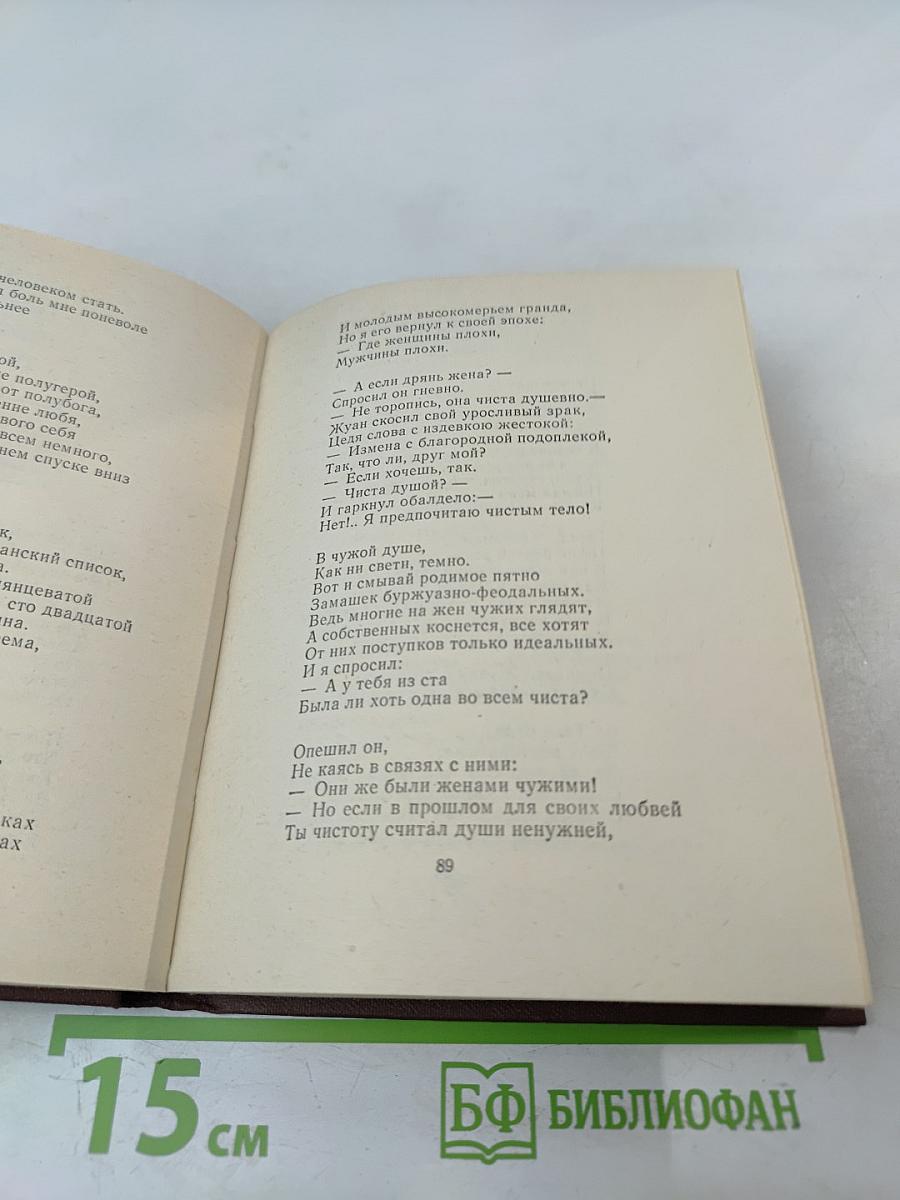 человеком стать.
боль мне поневоле
ьнее
ой,
е полугерой,
от полубога,
енне любя,
вого себя
всем немного,
нем спуске вниз
к,
анский список,
а.
янцеватой
сто двадцатой
на.
ема,
ках
ах
И молодым высокомерьем гранда,
Но я его вернул к своей эпохе:
— Где женщины плохи,
Мужчины плохи.
— А если дрянь жена? —
Спросил он гневно.
— Не торопись, она чиста душевно.—
Жуан скосил свой уросливый зрак,
Цедя слова с издевкою жестокой:
— Измена с благородной подоплекой,
Так, что ли, друг мой?
— Если хочешь, так.
— Чиста душой? —
И гаркнул обалдело:—
Нет!.. Я предпочитаю чистым тело!
В чужой душе,
Как ни свети, темно.
Вот и смывай родимое пятно
Замашек буржуазно-феодальных.
Ведь многие на жен чужих глядят,
А собственных коснется, все хотят
От них поступков только идеальных.
И я спросил:
— А у тебя из ста
Была ли хоть одна во всем чиста?
Опешил он,
Не каясь в связях с ними:
— Они же были женами чужими!
— Но если в прошлом для своих любвей
Ты чистоту считал души ненужней,
89
15 см
БФ БИБЛИОФАН